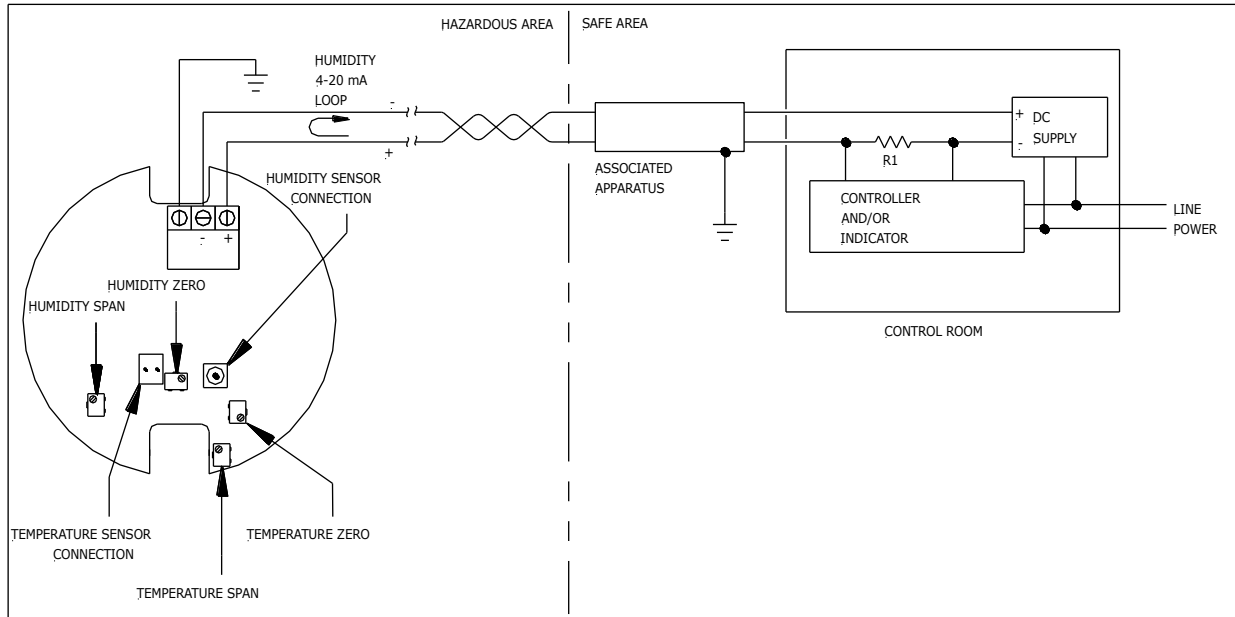 HAZARDOUS AREA
SAFE AREA
HUMIDITY
4-20 mA
LOOP
-
+
HUMIDITY SENSOR
CONNECTION
- +
HUMIDITY ZERO
HUMIDITY SPAN
TEMPERATURE SENSOR
CONNECTION
TEMPERATURE ZERO
TEMPERATURE SPAN
ASSOCIATED
APPARATUS
+ DC
- SUPPLY
R1
CONTROLLER
AND/OR
INDICATOR
LINE
POWER
CONTROL ROOM